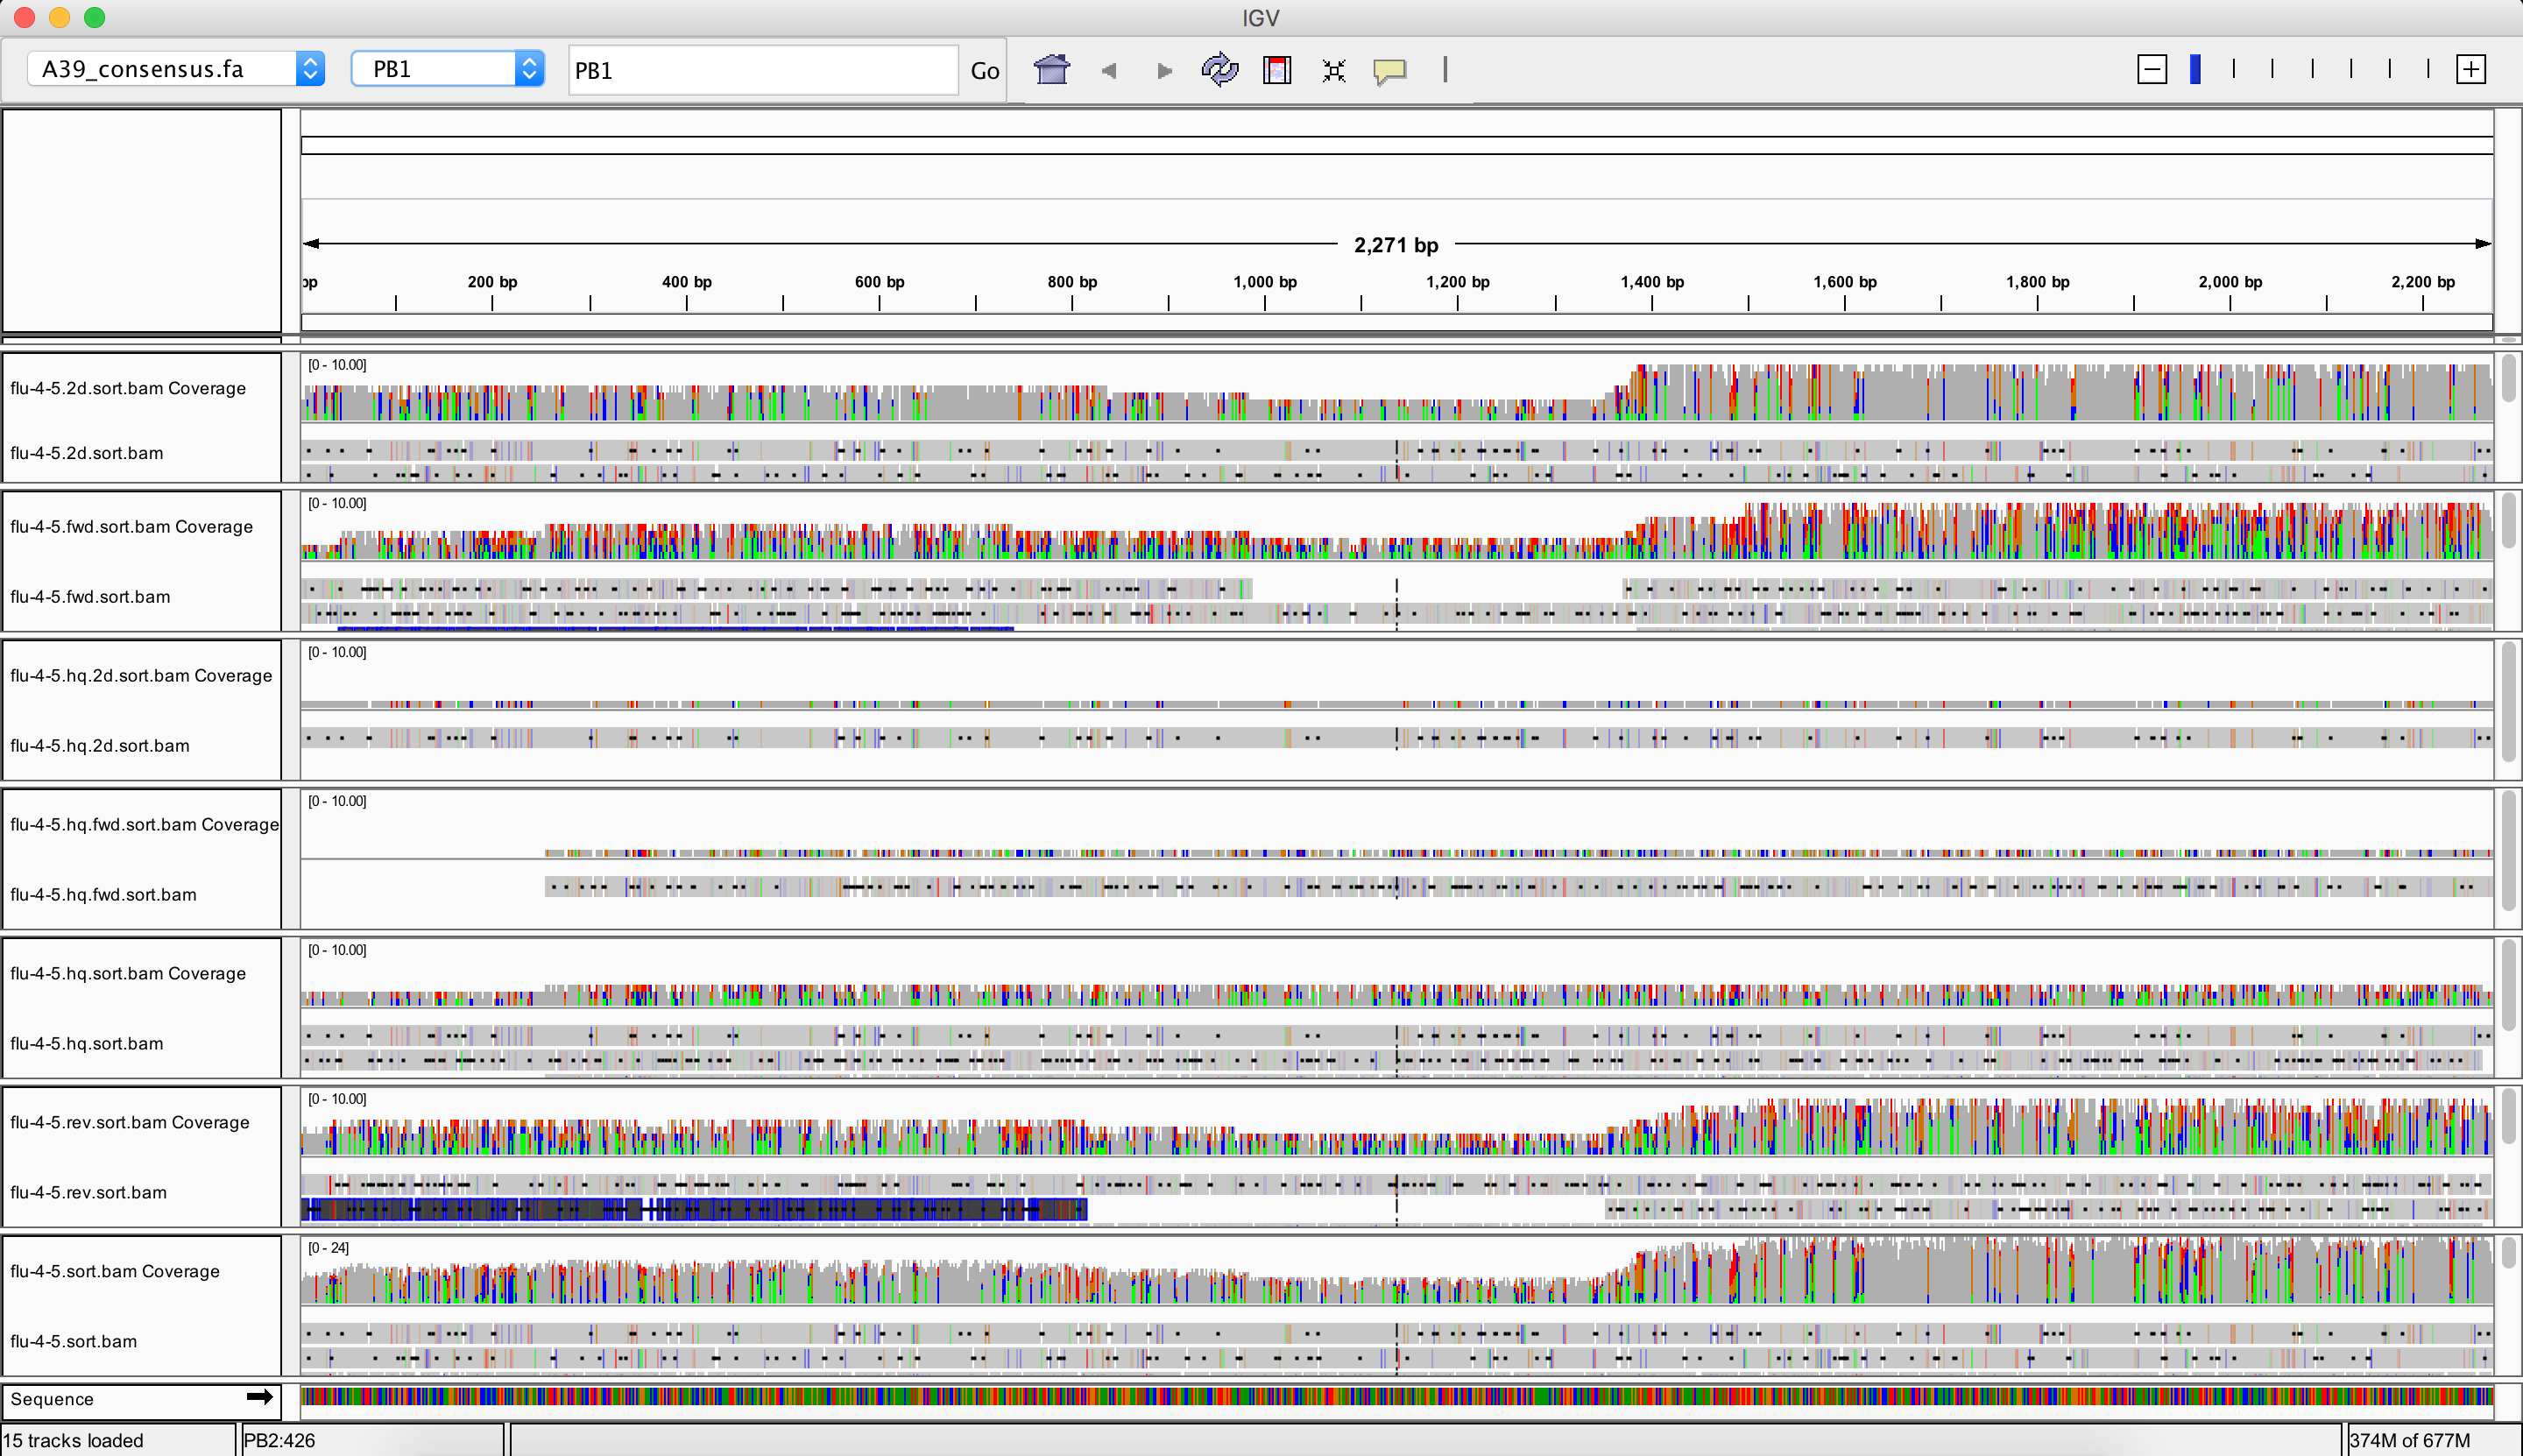 IGV
A39_consensus.fa PB1 PB1 Go
2,271 bp
bp 200 bp 400 bp 600 bp 800 bp 1,000 bp 1,200 bp 1,400 bp 1,600 bp 1,800 bp 2,000 bp 2,200 bp
[0 - 10.00]
flu-4-5.2d.sort.bam Coverage
flu-4-5.2d.sort.bam
[0 - 10.00]
flu-4-5.fwd.sort.bam Coverage
flu-4-5.fwd.sort.bam
[0 - 10.00]
flu-4-5.hq.2d.sort.bam Coverage
flu-4-5.hq.2d.sort.bam
[0 - 10.00]
flu-4-5.hq.fwd.sort.bam Coverage
flu-4-5.hq.fwd.sort.bam
[0 - 10.00]
flu-4-5.hq.sort.bam Coverage
flu-4-5.hq.sort.bam
[0 - 10.00]
flu-4-5.rev.sort.bam Coverage
flu-4-5.rev.sort.bam
[0 - 24]
flu-4-5.sort.bam Coverage
flu-4-5.sort.bam
Sequence
15 tracks loaded PB2:426 374M of 677M